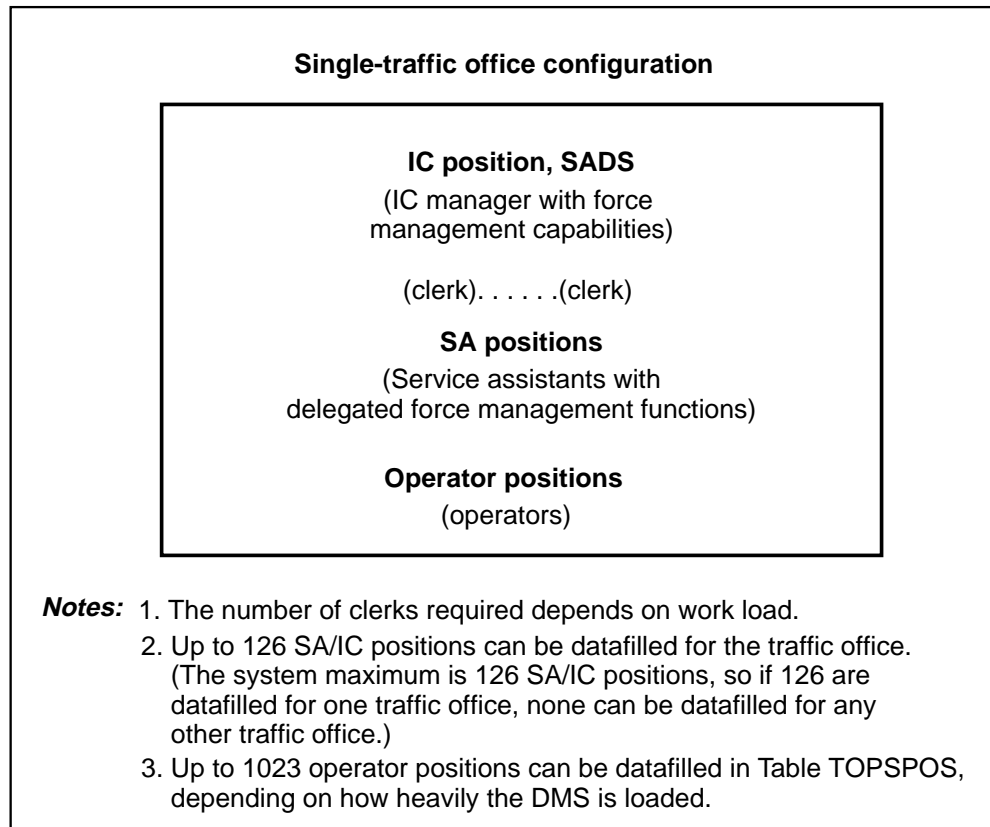 Single-traffic office configuration
IC position, SADS
(IC manager with force
management capabilities)
(clerk). . . . . .(clerk)
SA positions
(Service assistants with
delegated force management functions)
Operator positions
(operators)
Notes: 1. The number of clerks required depends on work load.
2. Up to 126 SA/IC positions can be datafilled for the traffic office.
(The system maximum is 126 SA/IC positions, so if 126 are
datafilled for one traffic office, none can be datafilled for any
other traffic office.)
3. Up to 1023 operator positions can be datafilled in Table TOPSPOS,
depending on how heavily the DMS is loaded.